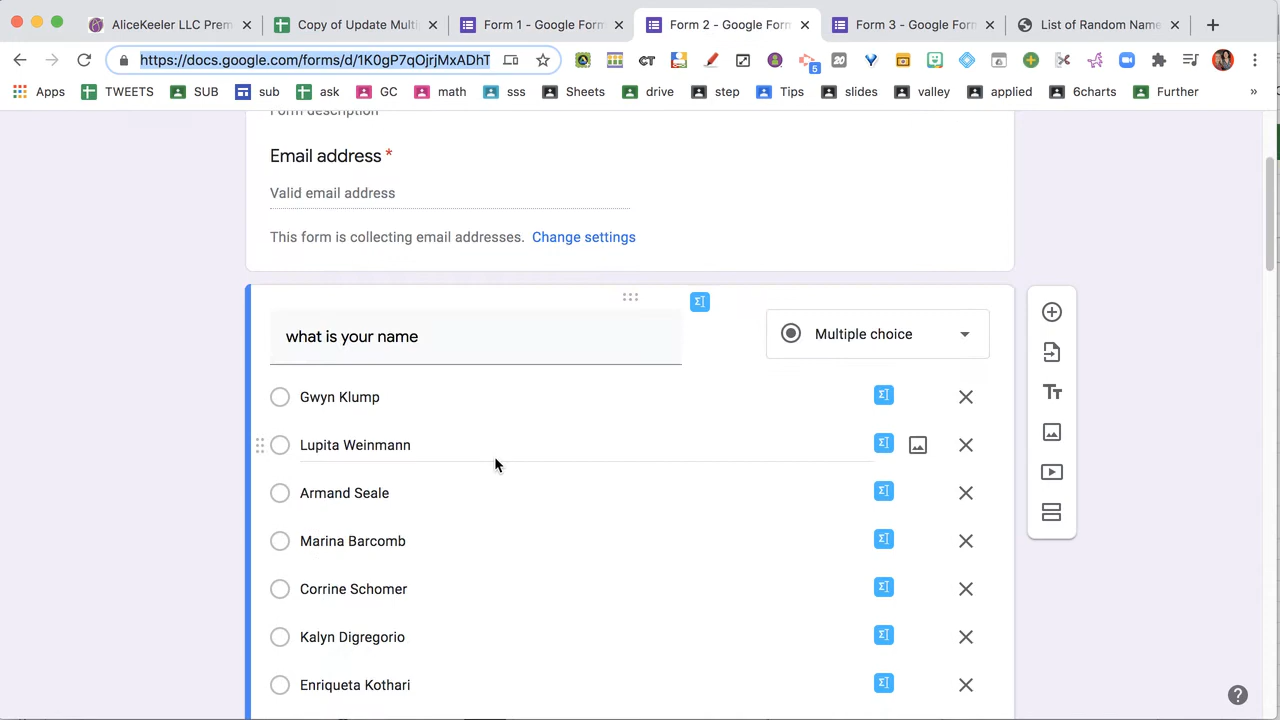 AliceKeeler LLC Prem
Copy of Update Multi
Form 1 - Google Form
Form 2 - Google Form
Form 3 - Google Form
List of Random Name
https://docs.google.com/forms/d/1K0gP7qOjrjMxADhT
20
5
Apps
TWEETS
SUB
sub
ask
GC
math
sss
Sheets
drive
step
Tips
slides
valley
applied
6charts
Further
»
Form description
Email address *
Valid email address
This form is collecting email addresses. Change settings
what is your name
Multiple choice
Gwyn Klump
Lupita Weinmann
Armand Seale
Marina Barcomb
Corrine Schomer
Kalyn Digregorio
Enriqueta Kothari